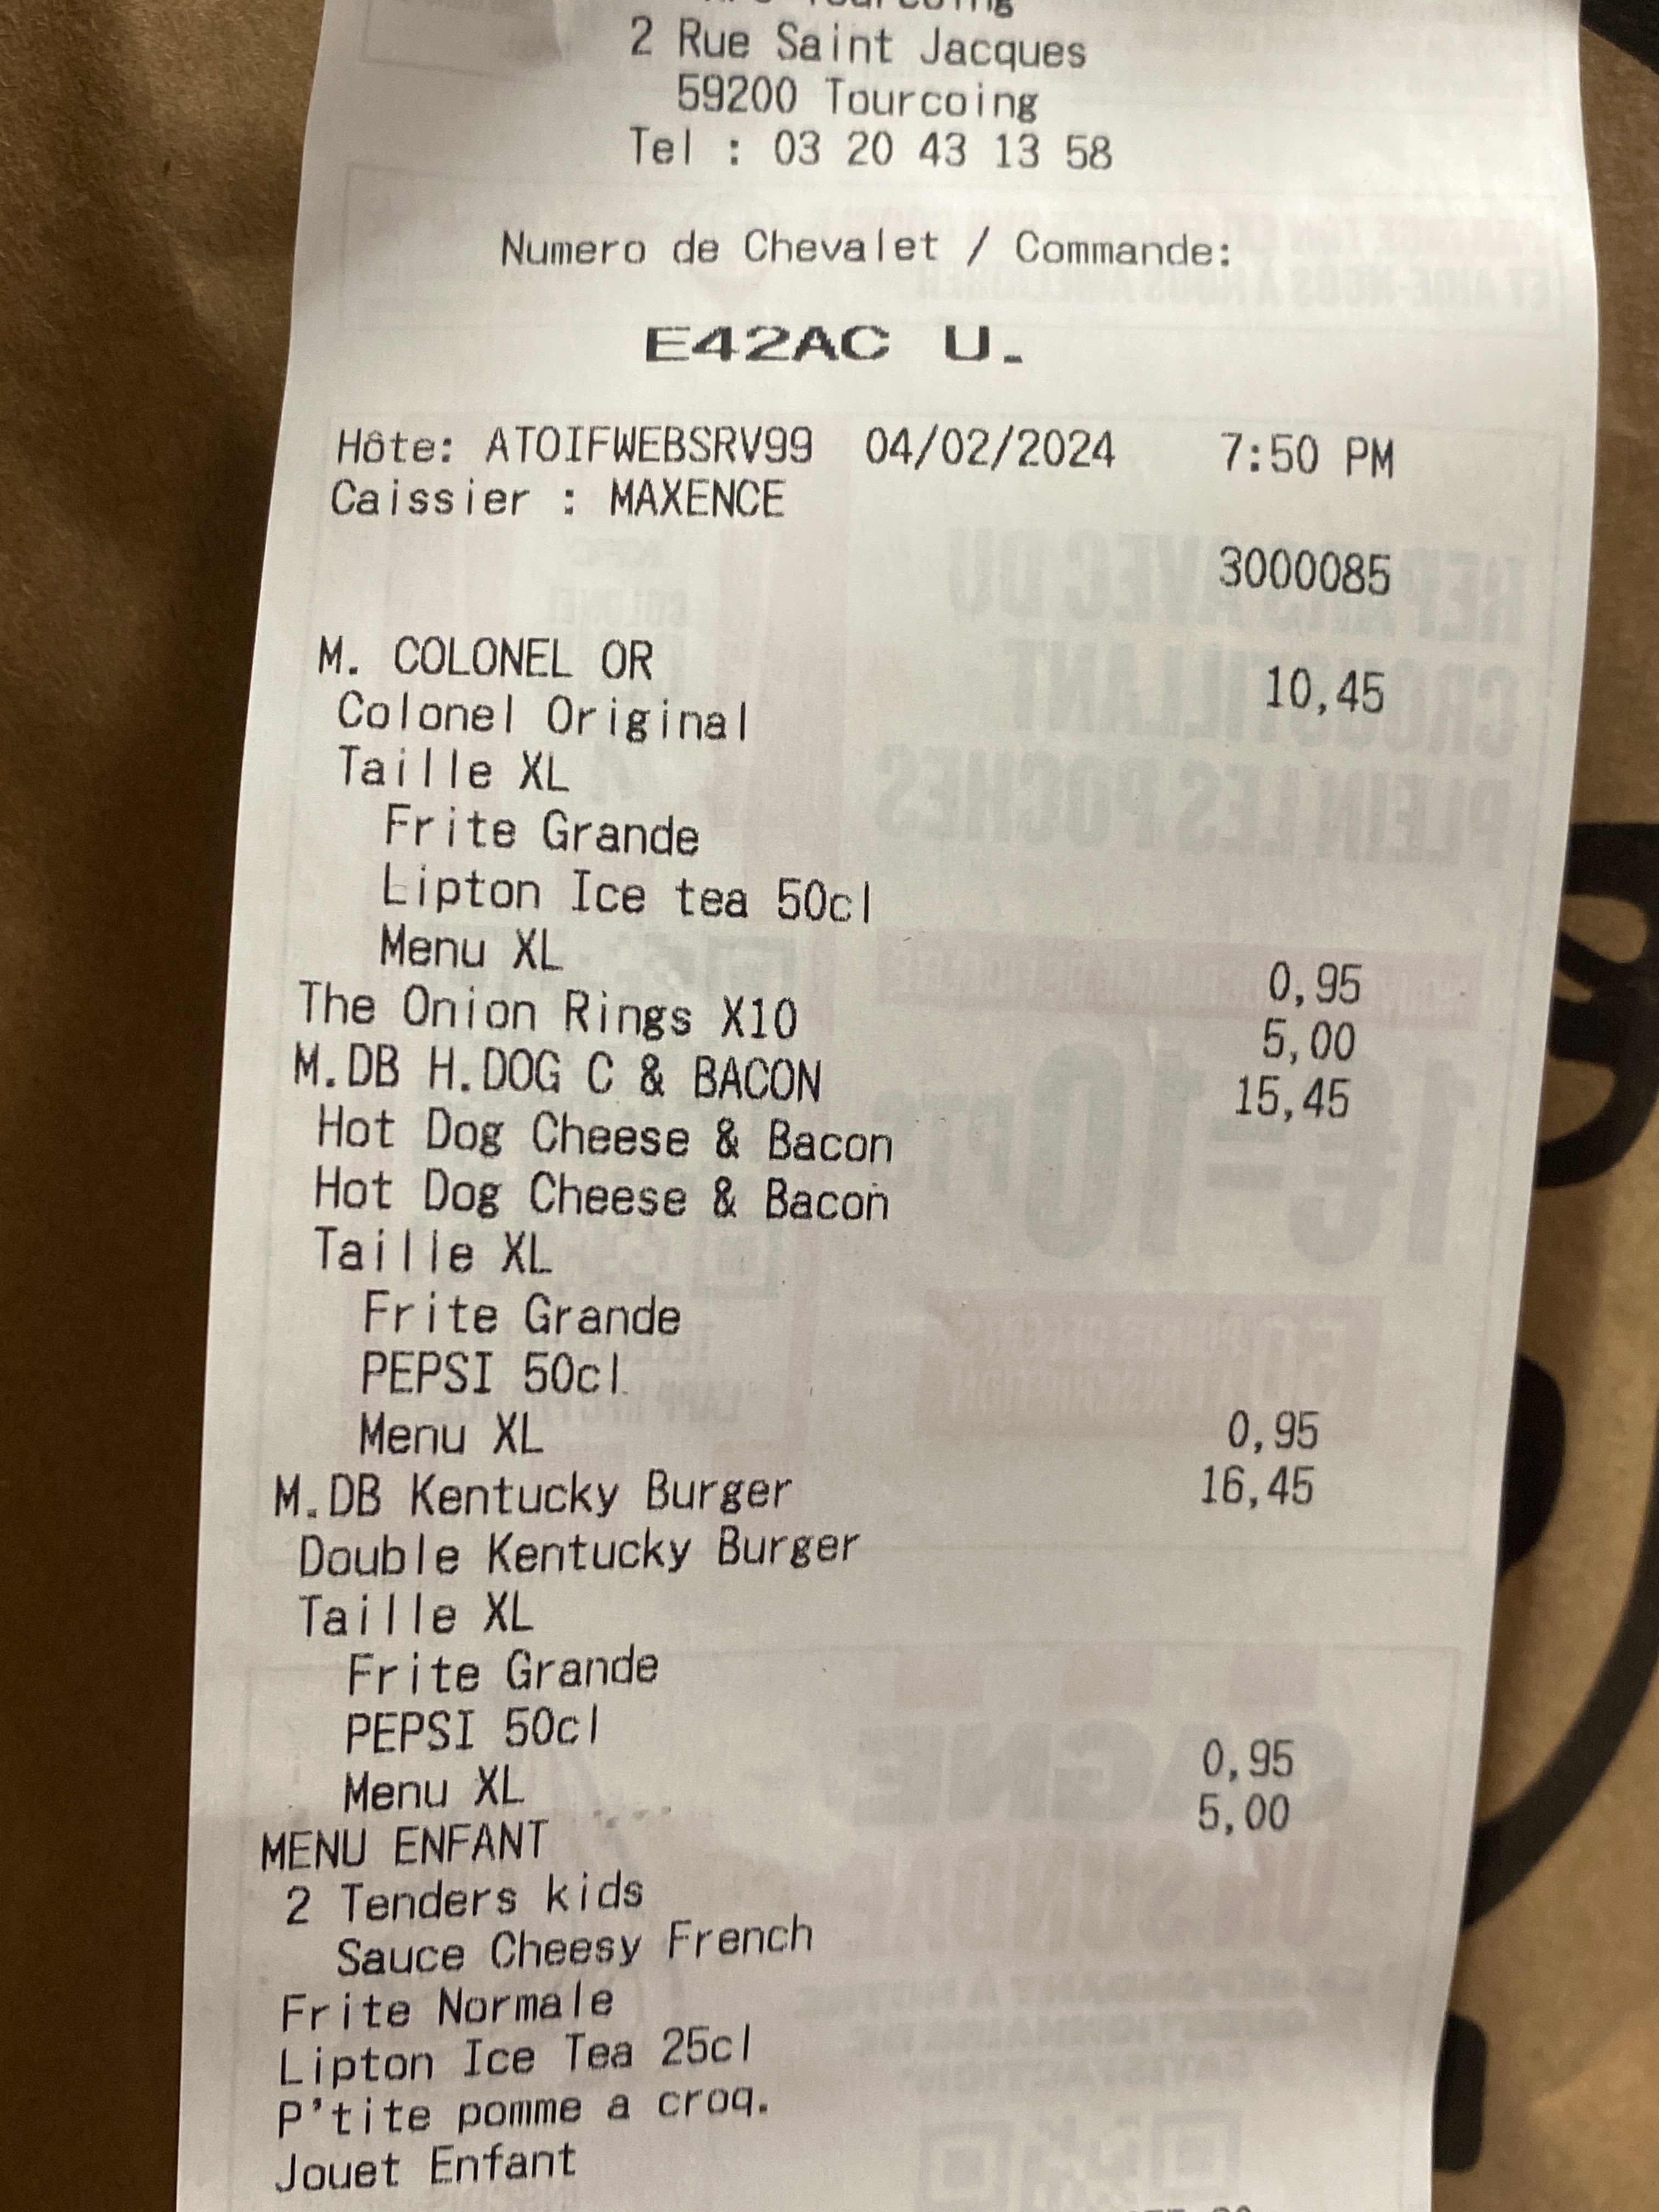 Tourcoing
2 Rue Saint Jacques
59200 Tourcoing
Tel : 03 20 43 13 58
Numero de Chevalet / Commande:
E42AC U.
Hôte: ATOIFWEBSRV99 04/02/2024 7:50 PM
Caissier : MAXENCE
3000085
M. COLONEL OR 10,45
Colonel Original
Taille XL
Frite Grande
Lipton Ice tea 50cl
Menu XL 0,95
The Onion Rings X10 5,00
M.DB H.DOG C & BACON 15,45
Hot Dog Cheese & Bacon
Hot Dog Cheese & Bacon
Taille XL
Frite Grande
PEPSI 50cl
Menu XL 0,95
M.DB Kentucky Burger 16,45
Double Kentucky Burger
Taille XL
Frite Grande
PEPSI 50cl
Menu XL 0,95
MENU ENFANT 5,00
2 Tenders kids
Sauce Cheesy French
Frite Normale
Lipton Ice Tea 25cl
P'tite pomme a croq.
Jouet Enfant